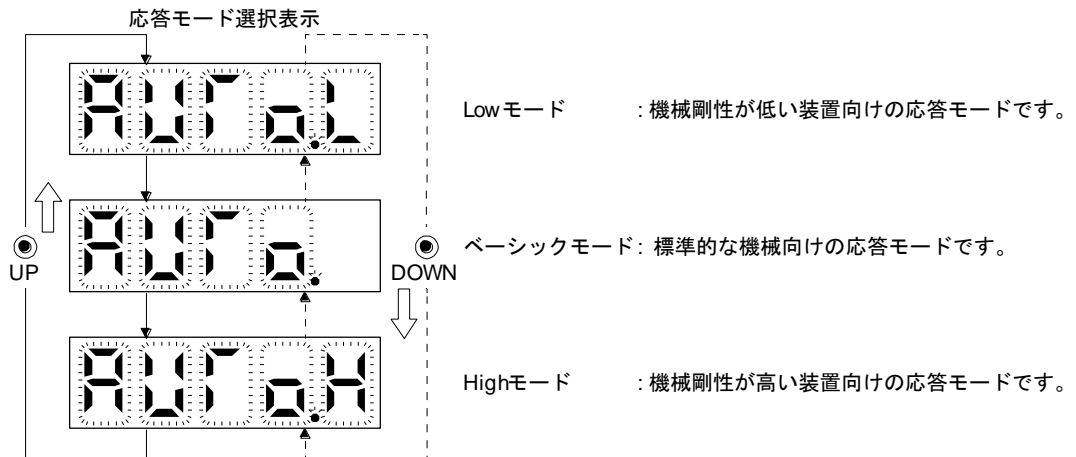 応答モード選択表示
AUTo.L
Lowモード : 機械剛性が低い装置向けの応答モードです。
AUTo.
UP
DOWN
ベーシックモード: 標準的な機械向けの応答モードです。
AUTo.H
Highモード : 機械剛性が高い装置向けの応答モードです。